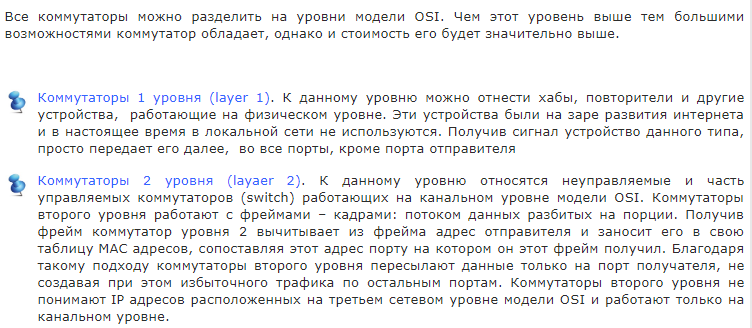 Все коммутаторы можно разделить на уровни модели OSI. Чем этот уровень выше тем большими
возможностями коммутатор обладает, однако и стоимость его будет значительно выше.
Коммутаторы 1 уровня (layer 1). К данному уровню можно отнести хабы, повторители и другие
устройства, работающие на физическом уровне. Эти устройства были на заре развития интернета
и в настоящее время в локальной сети не используются. Получив сигнал устройство данного типа,
просто передает его далее, во все порты, кроме порта отправителя
Коммутаторы 2 уровня (layaer 2). К данному уровню относятся неуправляемые и часть
управляемых коммутаторов (switch) работающих на канальном уровне модели OSI. Коммутаторы
второго уровня работают с фреймами – кадрами: потоком данных разбитых на порции. Получив
фрейм коммутатор уровня 2 вычитывает из фрейма адрес отправителя и заносит его в свою
таблицу MAC адресов, сопоставляя этот адрес порту на котором он этот фрейм получил. Благодаря
такому подходу коммутаторы второго уровня пересылают данные только на порт получателя, не
создавая при этом избыточного трафика по остальным портам. Коммутаторы второго уровня не
понимают IP адресов расположенных на третьем сетевом уровне модели OSI и работают только на
канальном уровне.